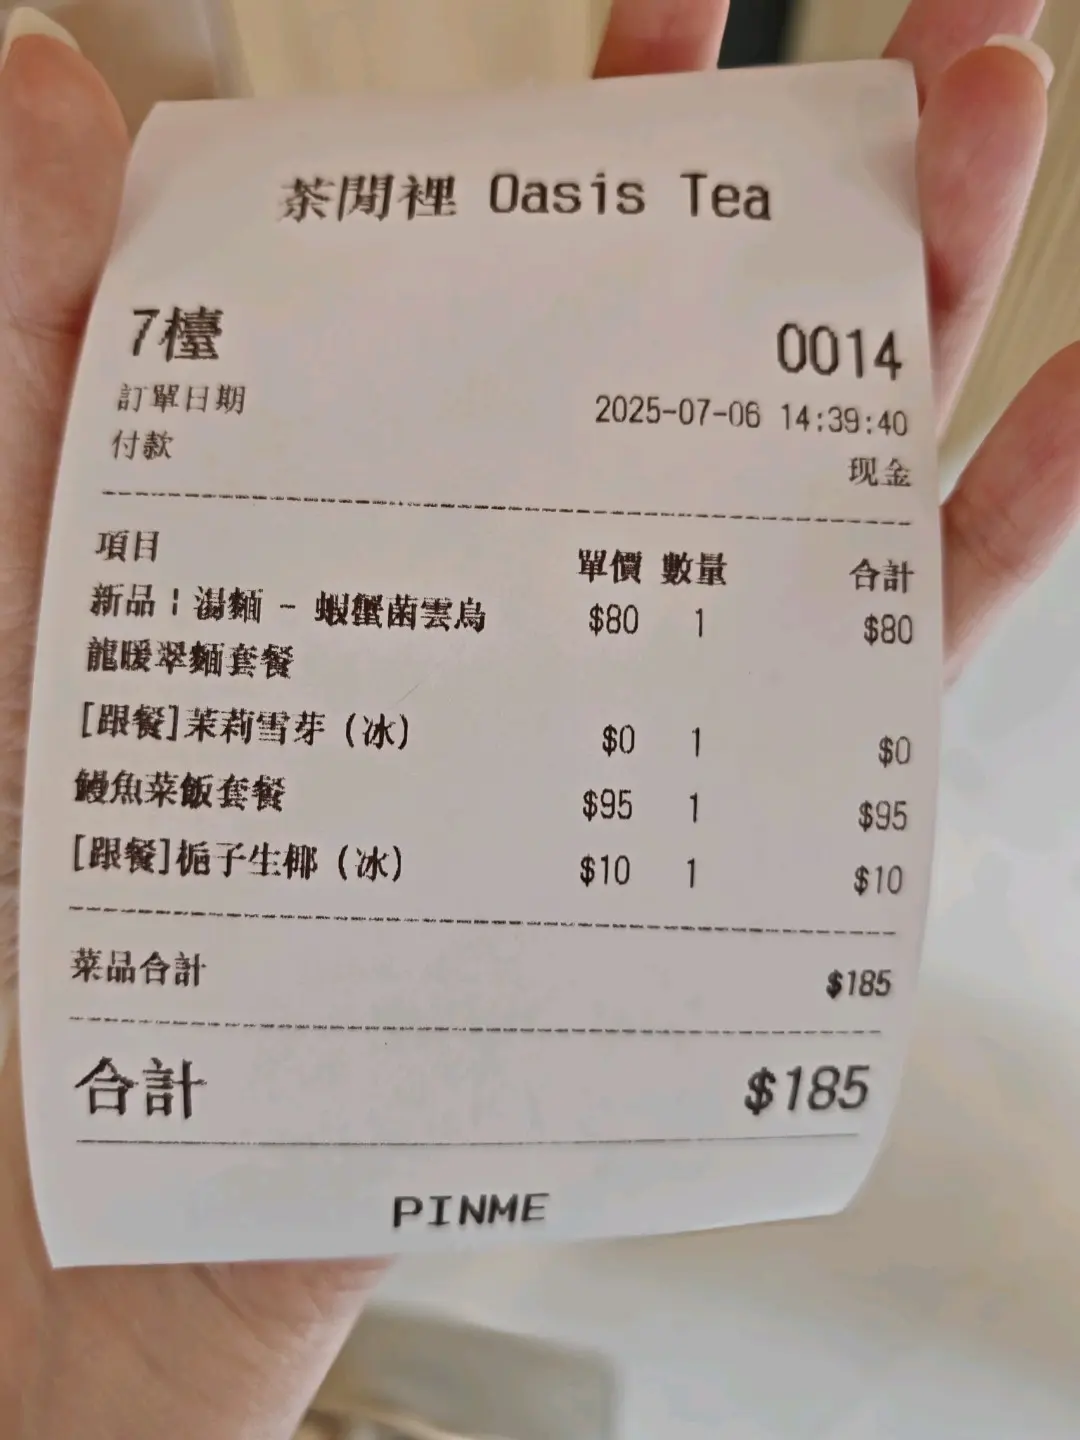 茶聞裡 Oasis Tea
7檯 0014
訂單日期 2025-07-06 14:39:40
付款 现金
項目 單價 數量 合計
新品｜湯麵 - 蝦蟹菌雲烏 $80 1 $80
龍暖翠麵套餐
[跟餐]茉莉雪芽（冰） $0 1 $0
鰻魚菜飯套餐 $95 1 $95
[跟餐]梔子生椰（冰） $10 1 $10
菜品合計 $185
合計 $185
PINME